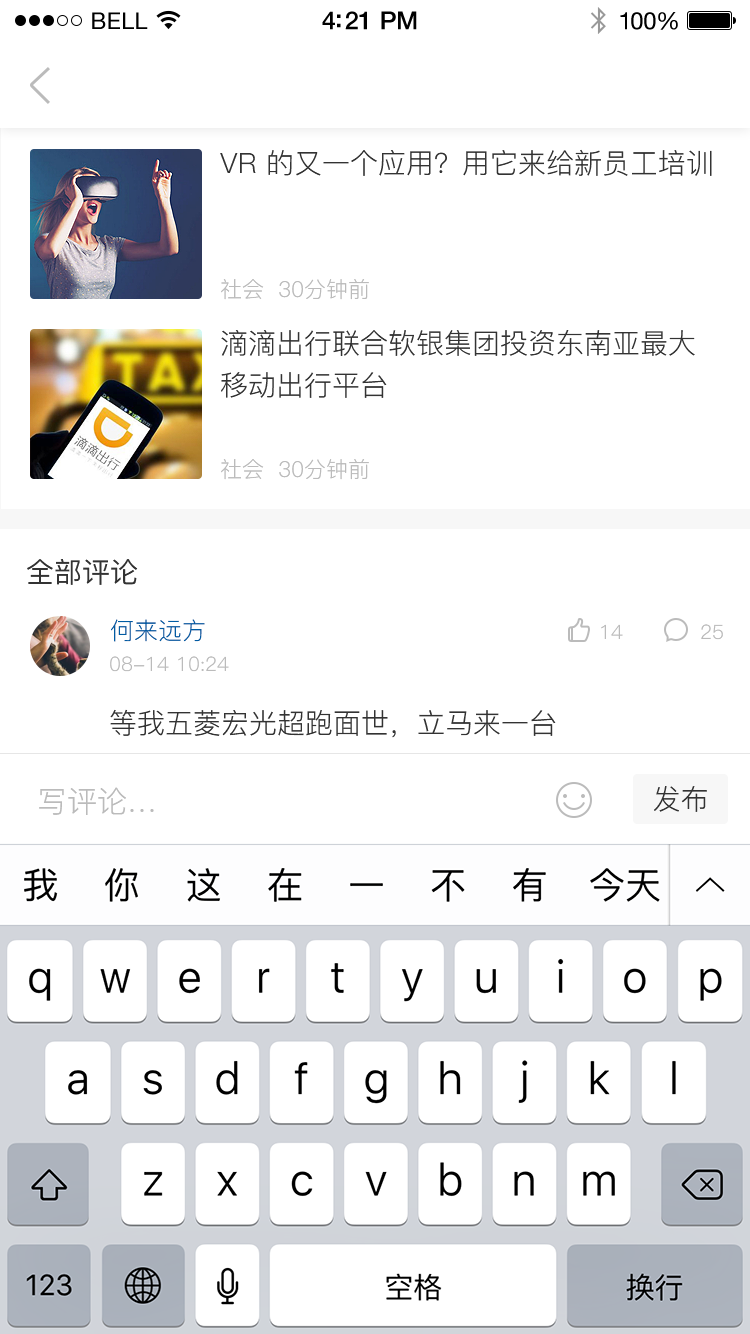 BELL 4:21 PM 100%
VR 的又一个应用？用它来给新员工培训
社会 30分钟前
TAX
滴滴出行联合软银集团投资东南亚最大
移动出行平台
滴滴出行
社会 30分钟前
全部评论
何来远方 14 25
08-14 10:24
等我五菱宏光超跑面世，立马来一台
写评论... 发布
我 你 这 在 一 不 有 今天
q w e r t y u i o p
a s d f g h j k l
z x c v b n m
123 空格 换行